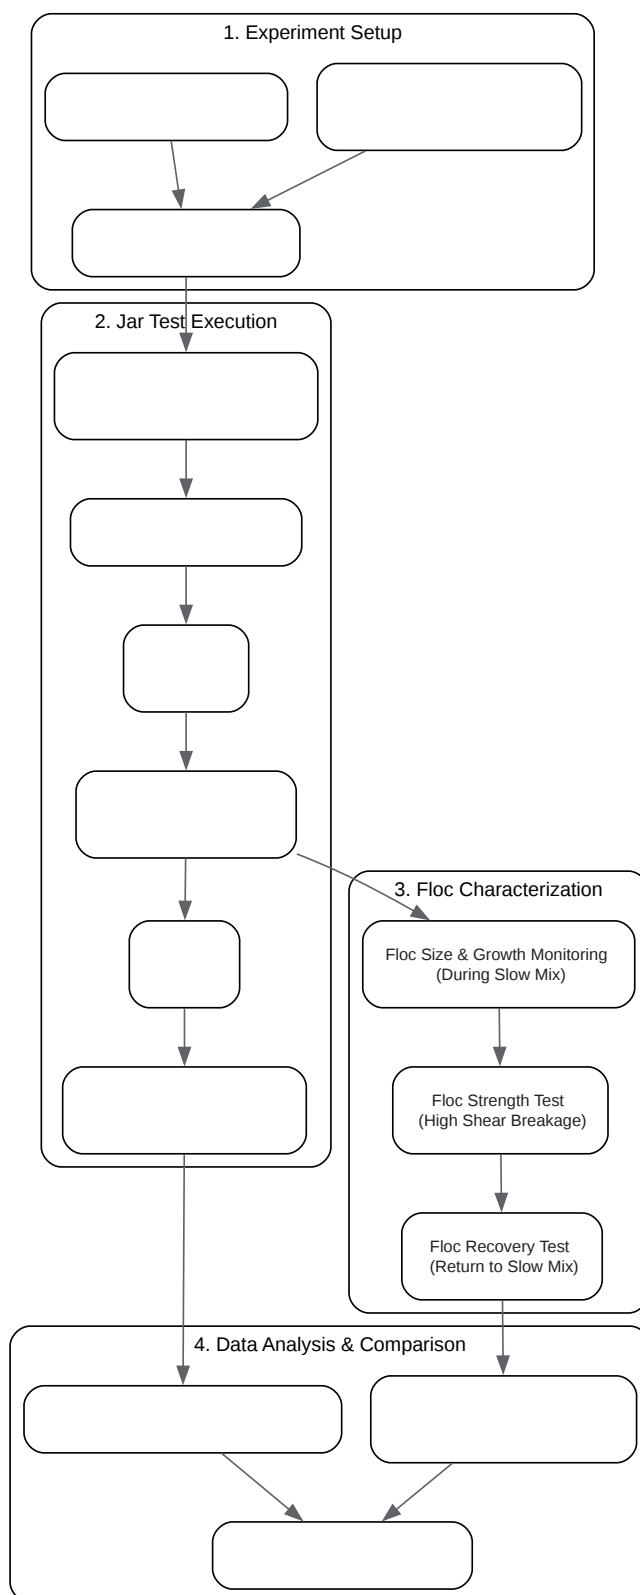 1. Experiment Setup
2. Jar Test Execution
3. Floc Characterization
Floc Size & Growth Monitoring
(During Slow Mix)
Floc Strength Test
(High Shear Breakage)
Floc Recovery Test
(Return to Slow Mix)
4. Data Analysis & Comparison